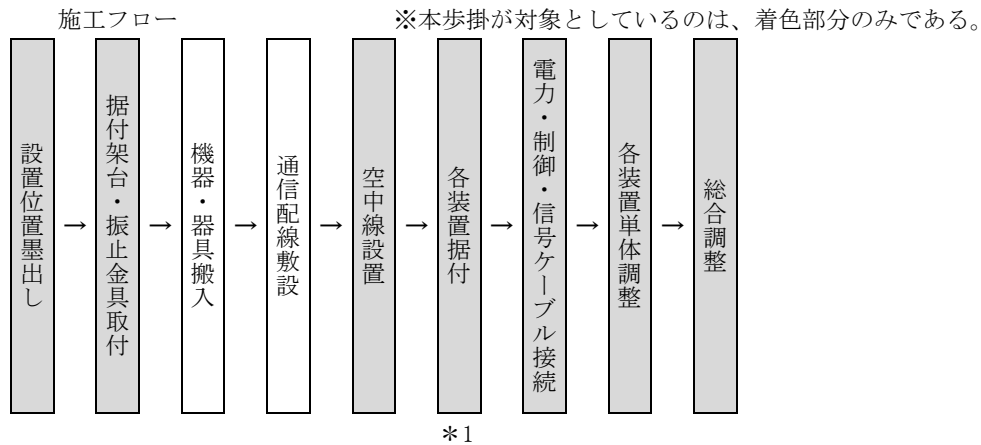 施工フロー
※本歩掛が対象としているのは、着色部分のみである。
設置位置墨出し
→
据付架台・振止金具取付
→
機器・器具搬入
→
通信配線敷設
→
空中線設置
→
各装置据付
→
電力・制御・信号ケーブル接続
→
各装置単体調整
→
総合調整
＊1